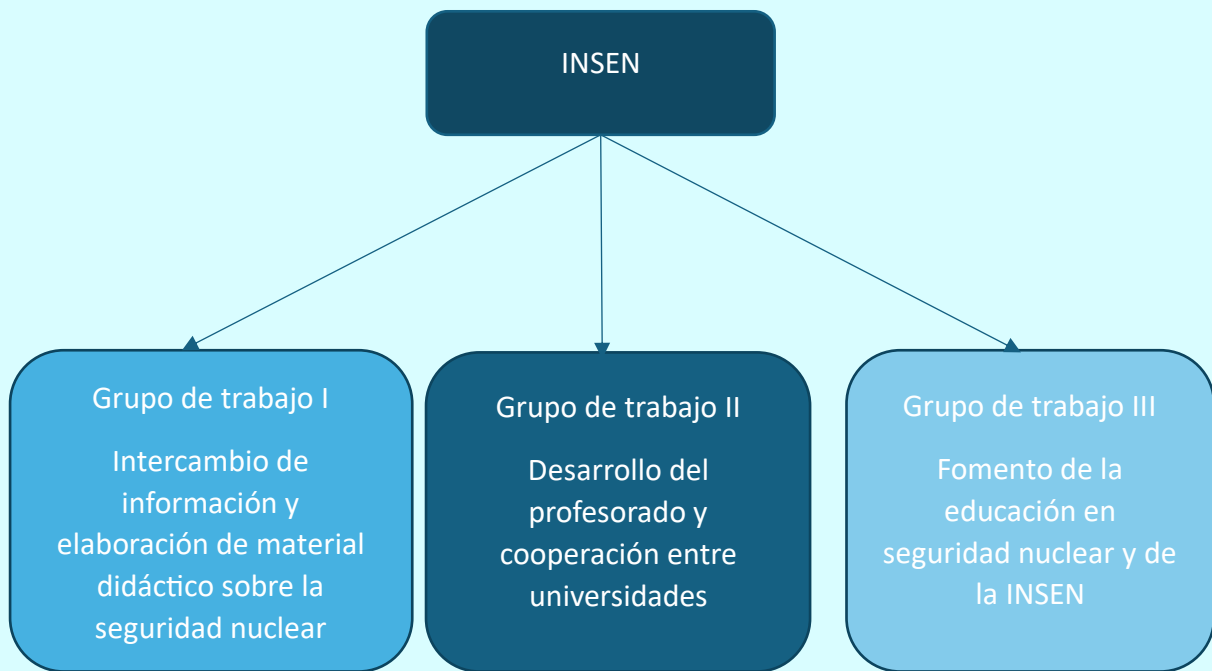 INSEN
Grupo de trabajo I
Intercambio de
información y
elaboración de material
didáctico sobre la
seguridad nuclear
Grupo de trabajo II
Desarrollo del
profesorado y
cooperación entre
universidades
Grupo de trabajo III
Fomento de la
educación en
seguridad nuclear y de
la INSEN